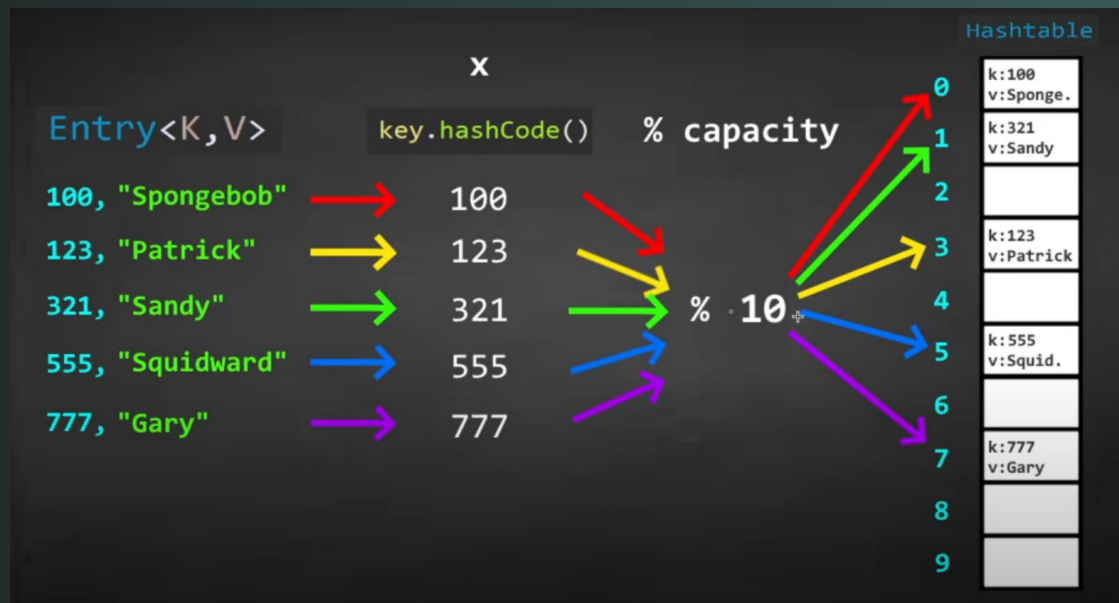 Hashtable
x
Entry<K,V>
key.hashCode()
% capacity
100, "Spongebob"
100
123, "Patrick"
123
321, "Sandy"
321
555, "Squidward"
555
777, "Gary"
777
% 10
0
k:100
v:Sponge.
1
k:321
v:Sandy
2
3
k:123
v:Patrick
4
5
k:555
v:Squid.
6
7
k:777
v:Gary
8
9